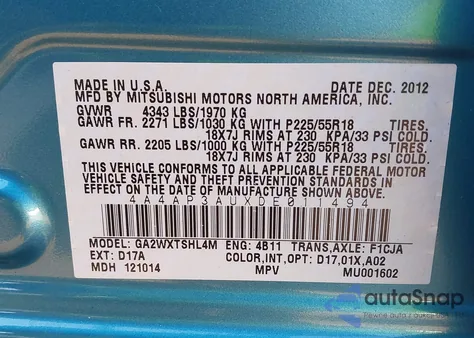 MADE IN U.S.A. DATE DEC. 2012
MFD BY MITSUBISHI MOTORS NORTH AMERICA, INC.
GVWR 4343 LBS/1970 KG
GAWR FR. 2271 LBS/1030 KG WITH P225/55R18 TIRES,
18X7J RIMS AT 230 KPA/33 PSI COLD.
GAWR RR. 2205 LBS/1000 KG WITH P225/55R18 TIRES,
18X7J RIMS AT 230 KPA/33 PSI COLD.
THIS VEHICLE CONFORMS TO ALL APPLICABLE FEDERAL MOTOR
VEHICLE SAFETY AND THEFT PREVENTION STANDARDS IN
EFFECT ON THE DATE OF MANUFACTURE SHOWN ABOVE.
4A4AP3AUXDE011494
MODEL: GA2WXTSHL4M ENG: 4B11 TRANS,AXLE: F1CJA
EXT: D17A COLOR,INT,OPT: D17,01X,A02
MDH 121014 MPV MU001602
autoSnap
Pewne auto z USA